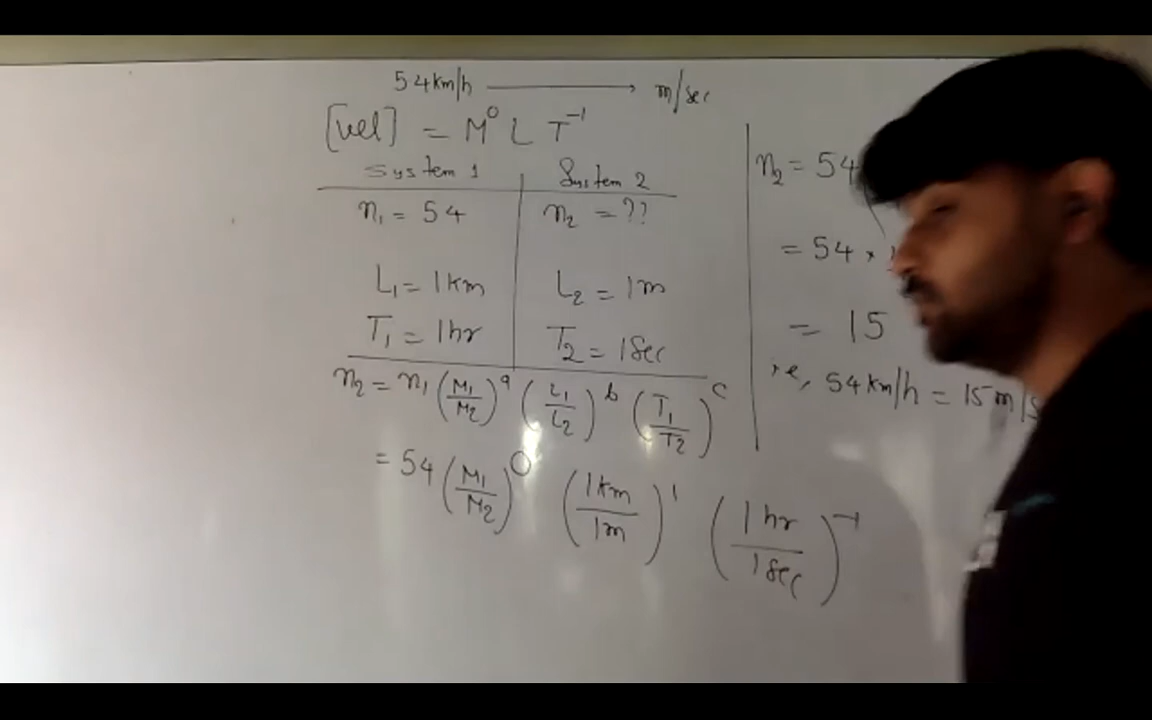 54km/h ⟶ m/sec
[vel] = M⁰ L T⁻¹
System 1 System 2
n₁ = 54 n₂ = ??
L₁ = 1km L₂ = 1m
T₁ = 1hr T₂ = 1Sec
n₂ = n₁ (M₁/M₂)ᵃ (L₁/L₂)ᵇ (T₁/T₂)ᶜ
= 54 (M₁/M₂)⁰ (1km/1m)¹ (1hr/1sec)⁻¹
n₂ = 54
= 54 ×
= 15
i.e., 54km/h = 15m/s